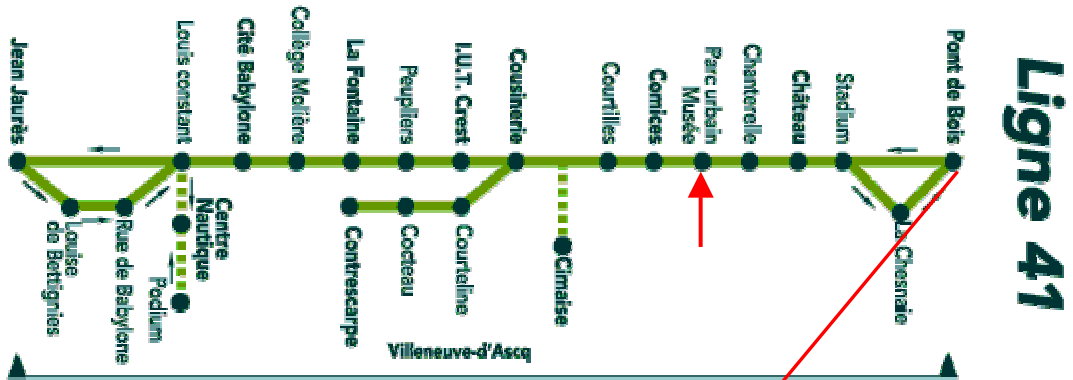 Jean Jaurès
Louis constant
Cité Babylone
Collège Molière
La Fontaine
Peupliers
I.U.T. Crest
Cousinerie
Courtilles
Cornices
Parc urbain
Musée
Chanterelle
Château
Stadium
Pont de Bois
Ligne 41
Louise
de Bettignies
Rue de Babylone
Podium
Centre
Nautique
Contrescarpe
Cocteau
Courteline
Cimaise
La Chesnaie
Villeneuve-d'Ascq